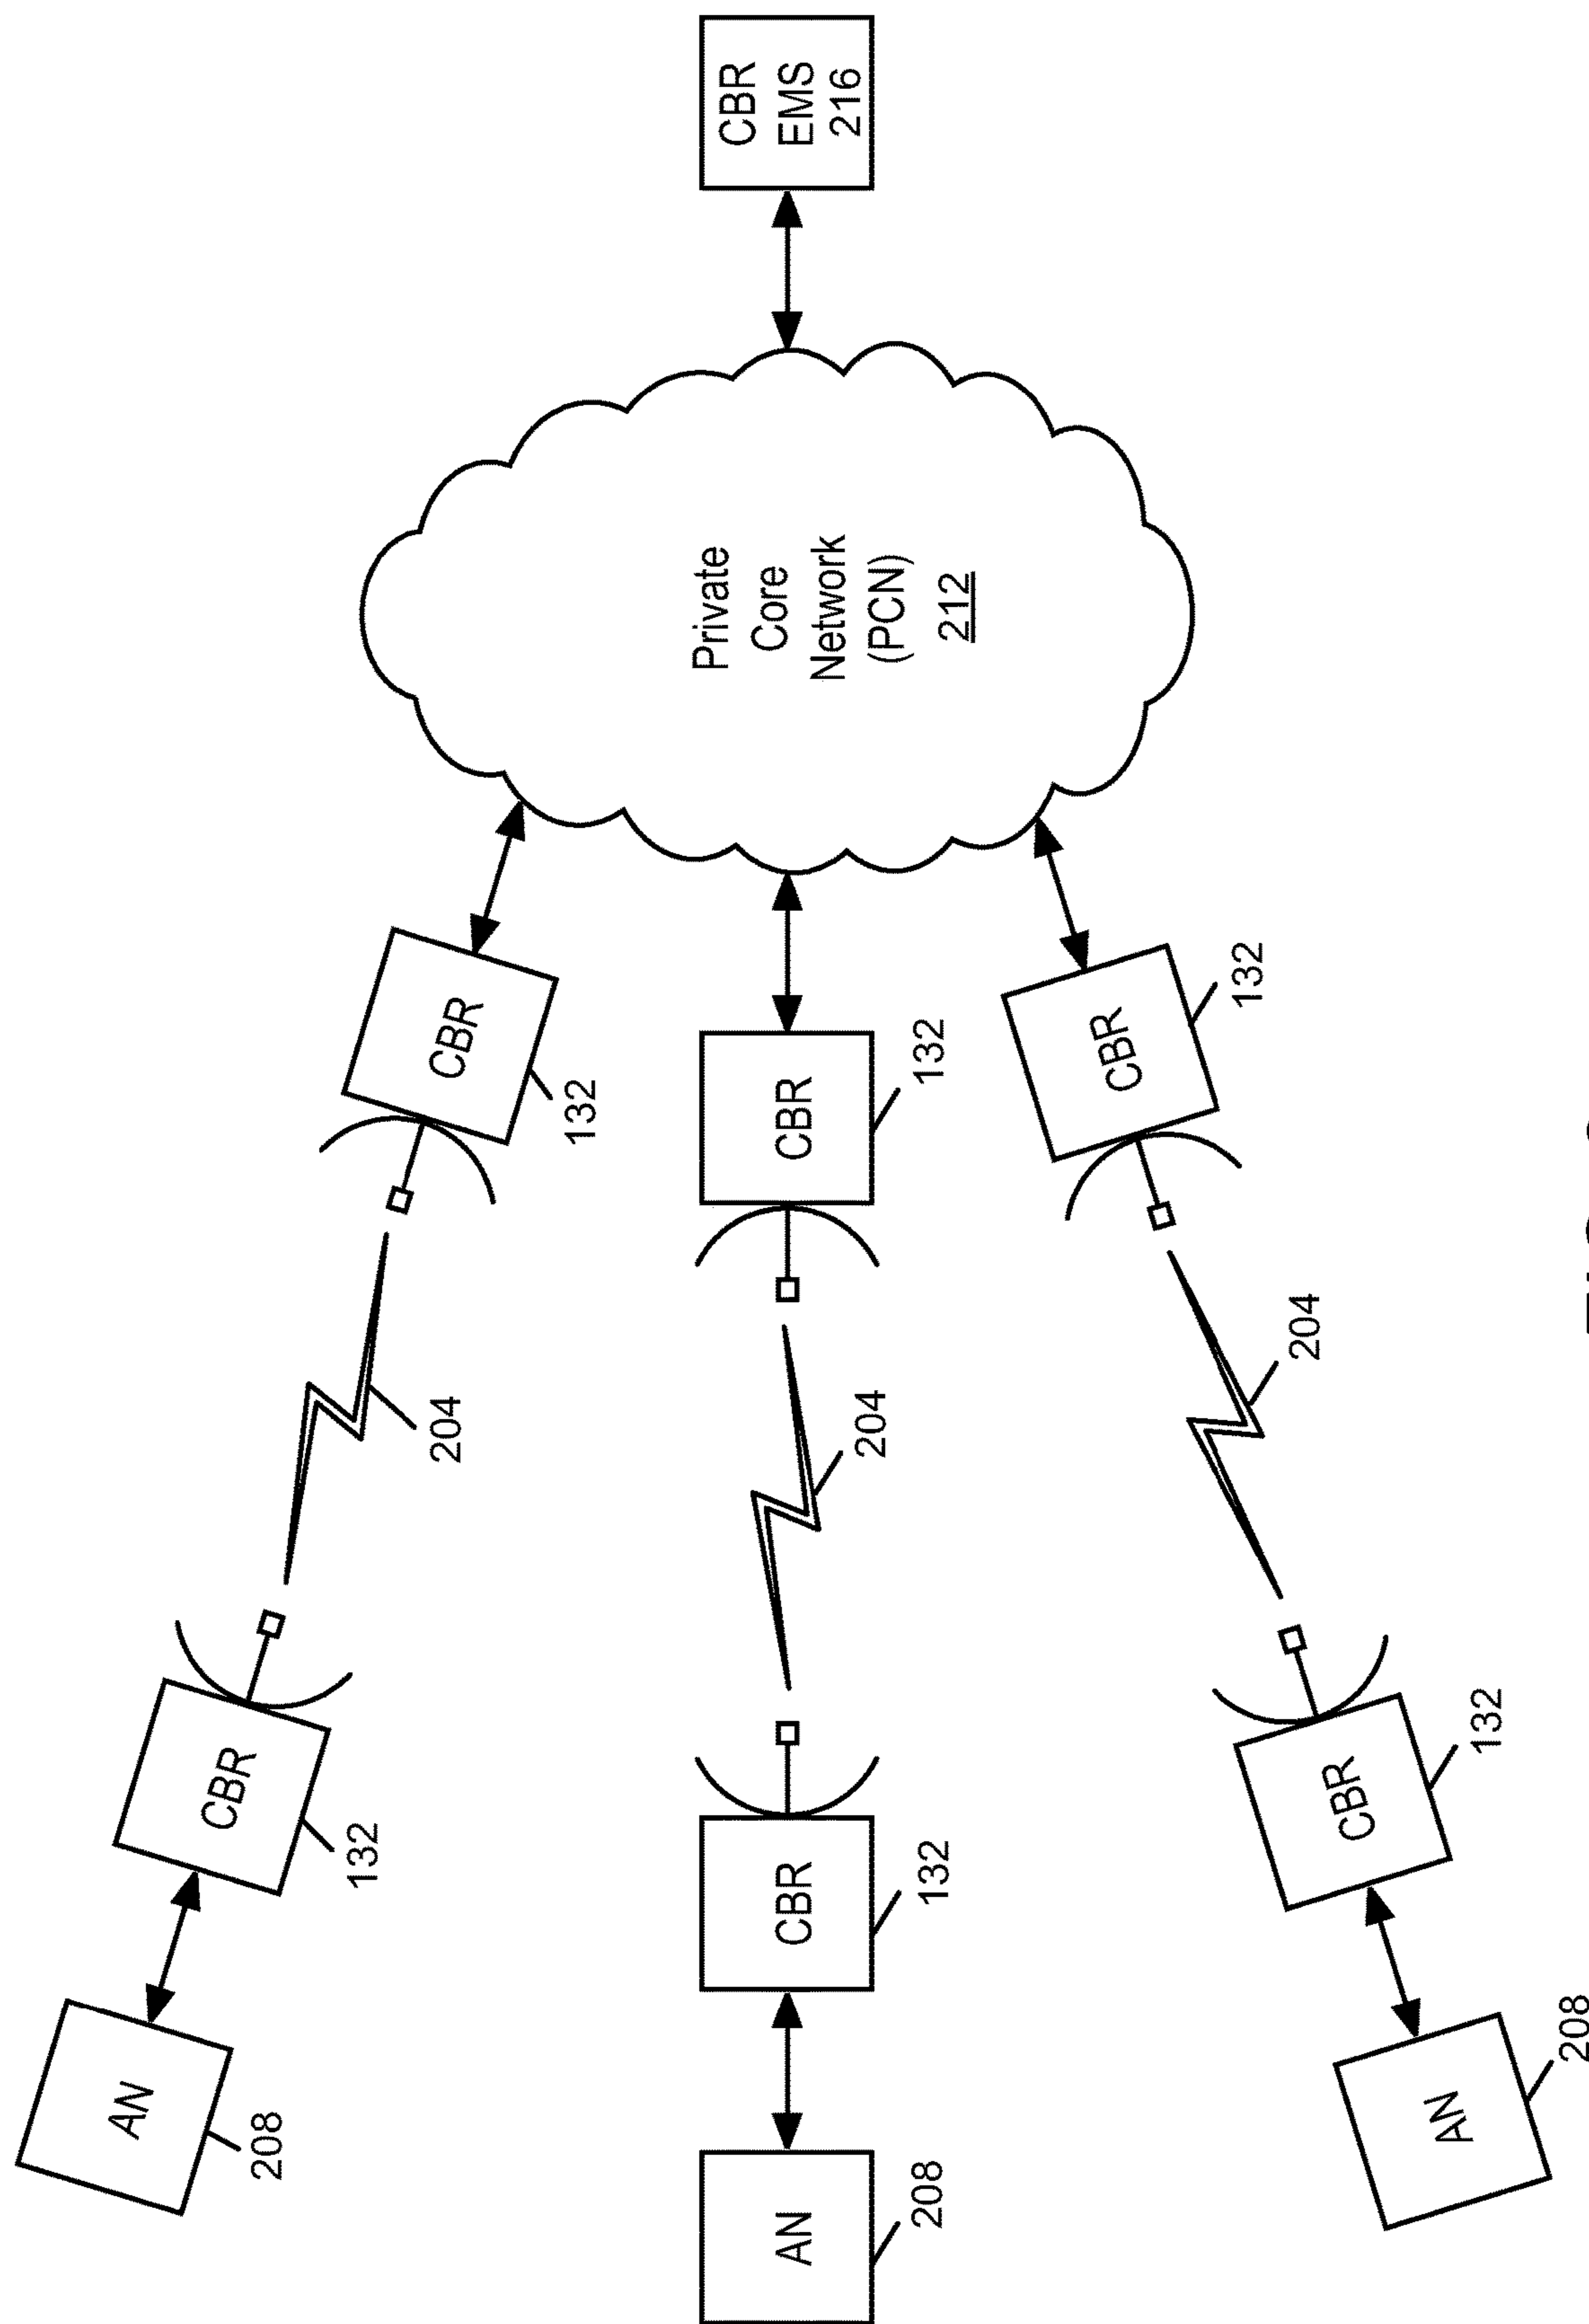 AN
208
CBR
132
204
CBR
132
AN
208
CBR
132
204
CBR
132
Private
Core
Network
(PCN)
212
CBR
EMS
216
AN
208
CBR
132
204
CBR
132